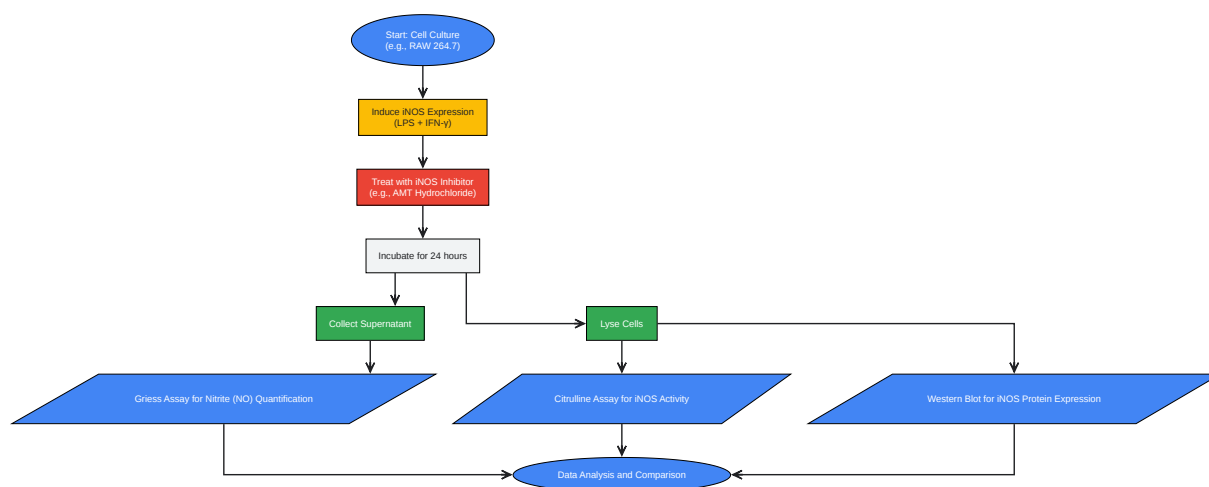 Start: Cell Culture
(e.g., RAW 264.7)
Induce iNOS Expression
(LPS + IFN-γ)
Treat with iNOS Inhibitor
(e.g., AMT Hydrochloride)
Incubate for 24 hours
Collect Supernatant
Lyse Cells
Griess Assay for Nitrite (NO) Quantification
Citrulline Assay for iNOS Activity
Western Blot for iNOS Protein Expression
Data Analysis and Comparison